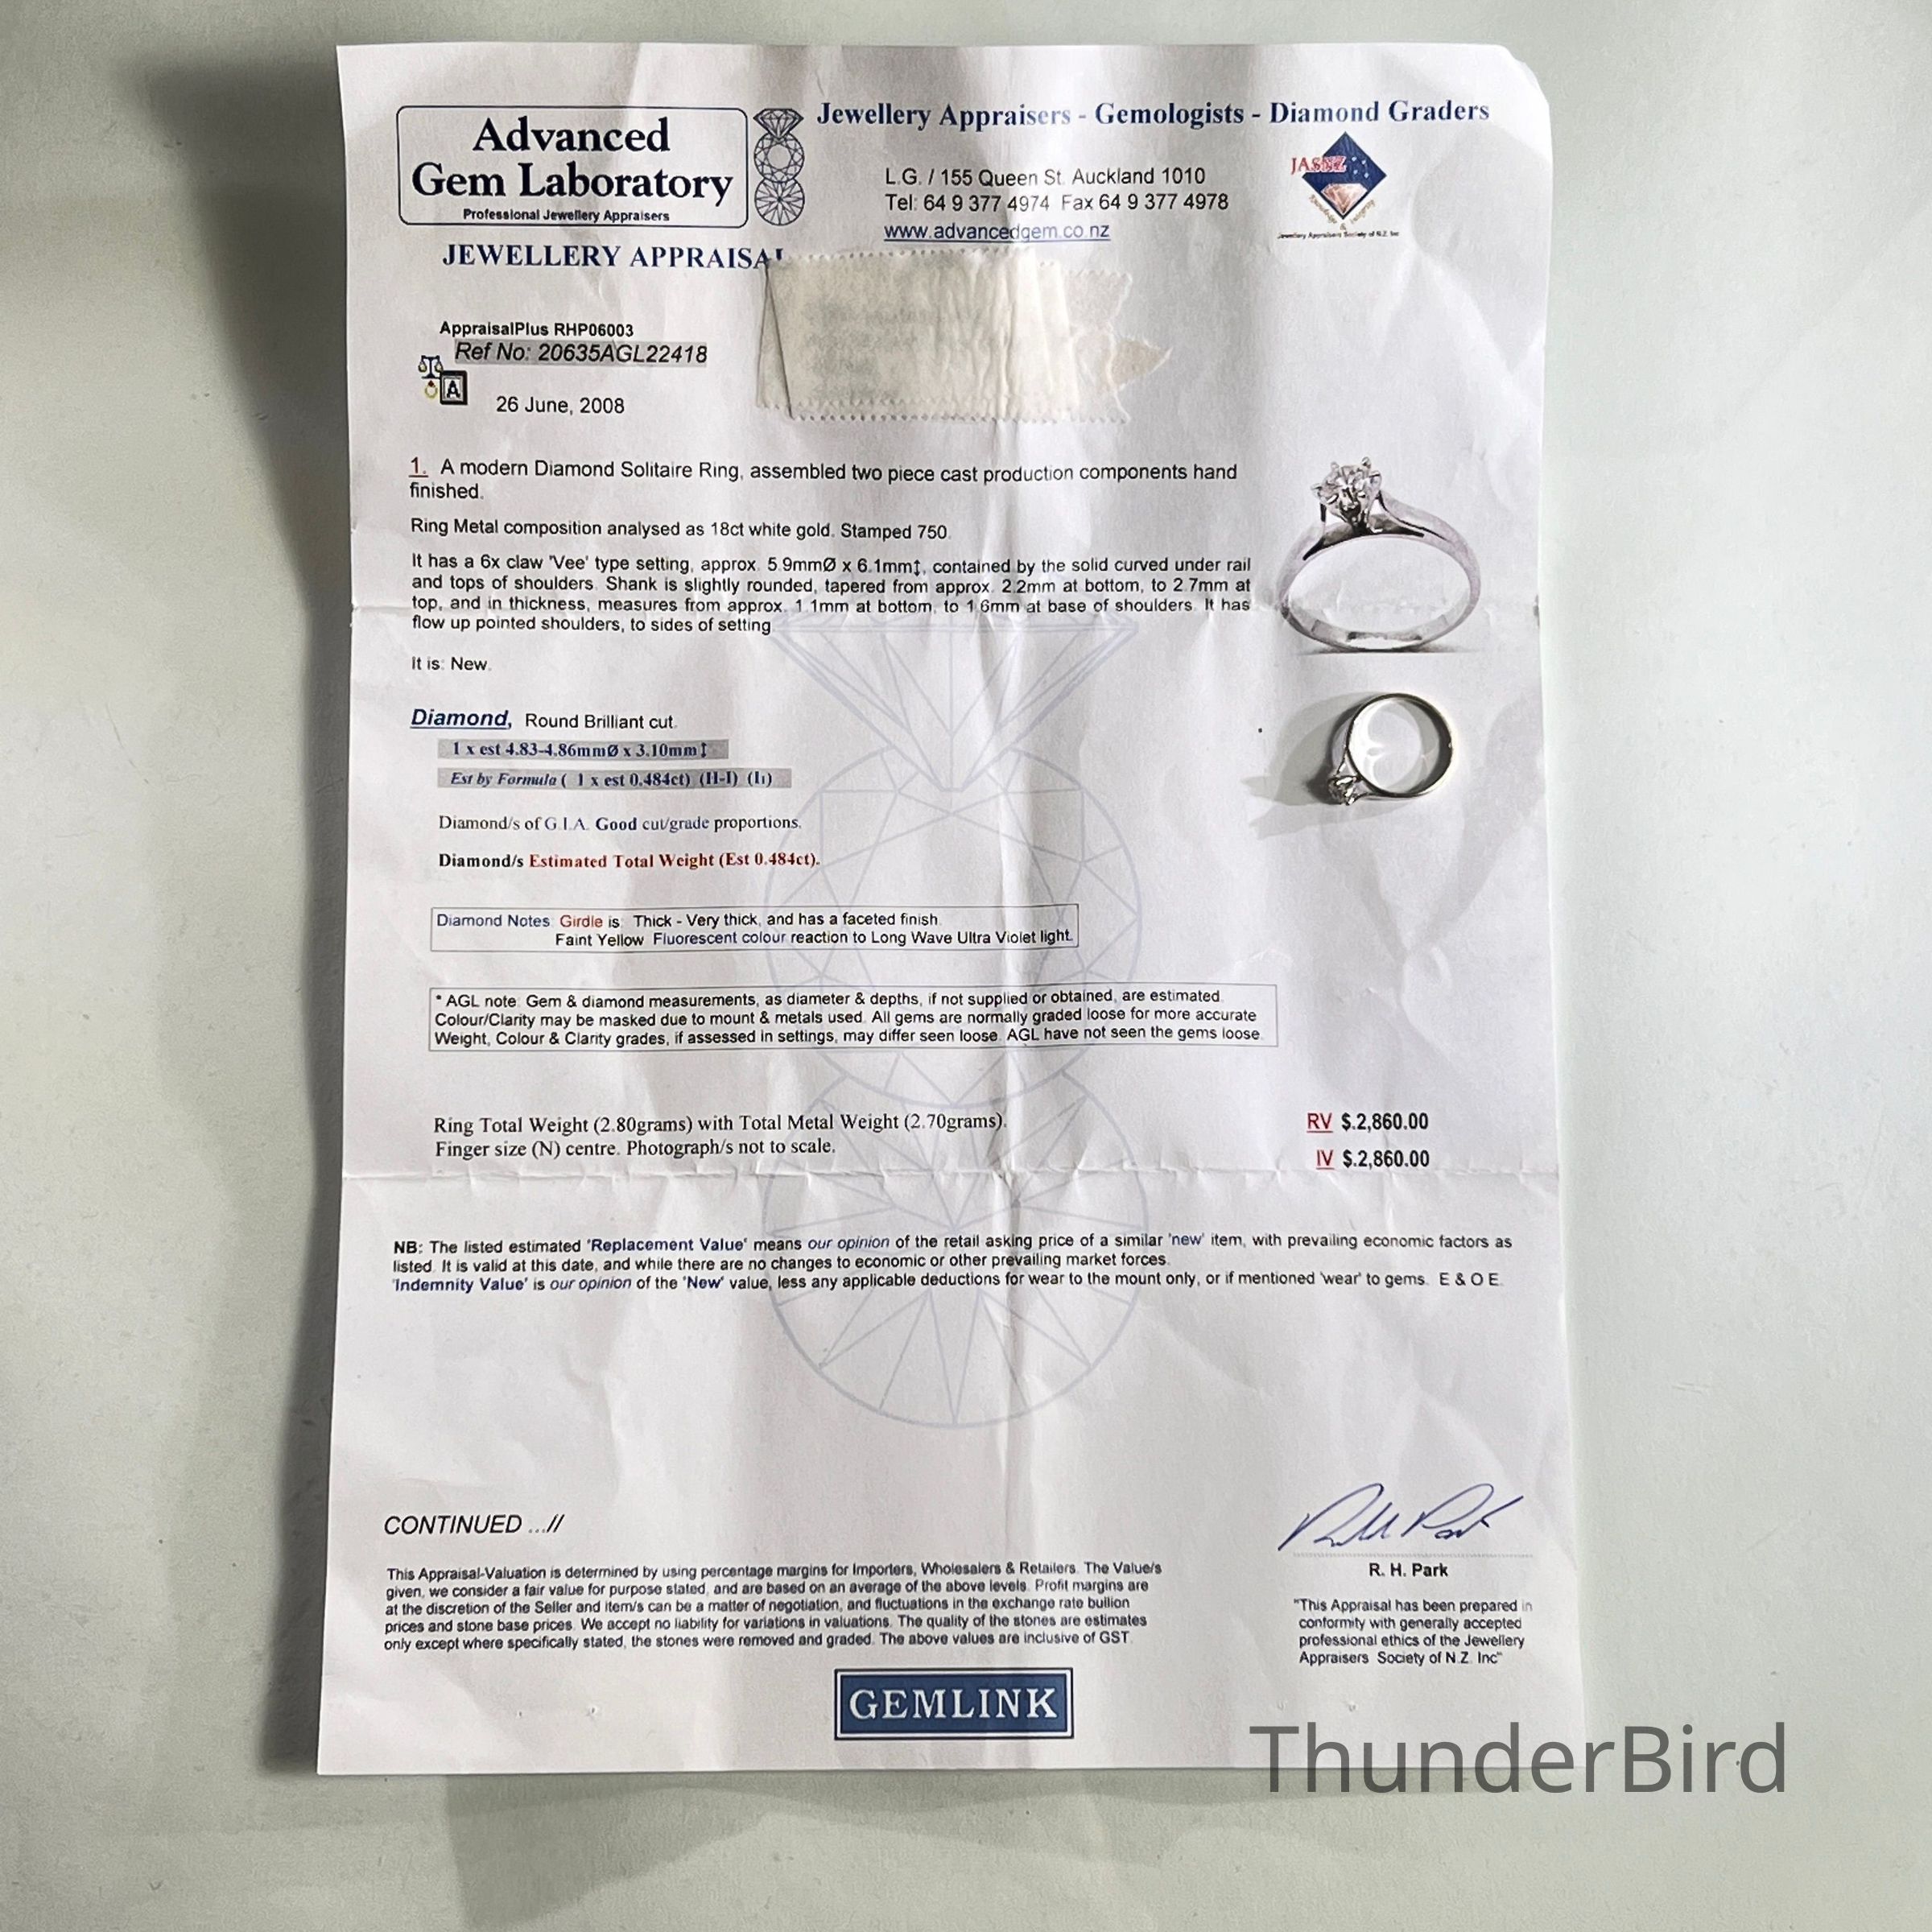 Advanced
Gem Laboratory
Professional Jewellery Appraisers
Jewellery Appraisers - Gemologists - Diamond Graders
L.G. / 155 Queen St. Auckland 1010
Tel: 64 9 377 4974 Fax 64 9 377 4978
www.advancedgem.co.nz
JASNZ
Knowledge & Integrity
Jewellery Appraisers Society of N.Z. Inc
JEWELLERY APPRAISAL
AppraisalPlus RHP06003
Ref No: 20635AGL22418
A
26 June, 2008
1. A modern Diamond Solitaire Ring, assembled two piece cast production components hand
finished.
Ring Metal composition analysed as 18ct white gold. Stamped 750.
It has a 6x claw 'Vee' type setting, approx. 5.9mmØ x 6.1mm↕, contained by the solid curved under rail
and tops of shoulders. Shank is slightly rounded, tapered from approx. 2.2mm at bottom, to 2.7mm at
top, and in thickness, measures from approx. 1.1mm at bottom, to 1.6mm at base of shoulders. It has
flow up pointed shoulders, to sides of setting.
It is: New.
Diamond, Round Brilliant cut.
1 x est 4.83-4.86mmØ x 3.10mm↕
Est by Formula ( 1 x est 0.484ct) (H-I) (I1)
Diamond/s of G.I.A. Good cut/grade proportions.
Diamond/s Estimated Total Weight (Est 0.484ct).
Diamond Notes: Girdle is: Thick - Very thick, and has a faceted finish.
Faint Yellow Fluorescent colour reaction to Long Wave Ultra Violet light.
* AGL note: Gem & diamond measurements, as diameter & depths, if not supplied or obtained, are estimated.
Colour/Clarity may be masked due to mount & metals used. All gems are normally graded loose for more accurate
Weight, Colour & Clarity grades, if assessed in settings, may differ seen loose. AGL have not seen the gems loose.
Ring Total Weight (2.80grams) with Total Metal Weight (2.70grams).
Finger size (N) centre. Photograph/s not to scale.
RV $.2,860.00
IV $.2,860.00
NB: The listed estimated 'Replacement Value' means our opinion of the retail asking price of a similar 'new' item, with prevailing economic factors as
listed. It is valid at this date, and while there are no changes to economic or other prevailing market forces.
'Indemnity Value' is our opinion of the 'New' value, less any applicable deductions for wear to the mount only, or if mentioned 'wear' to gems. E & O E.
CONTINUED ...//
This Appraisal-Valuation is determined by using percentage margins for Importers, Wholesalers & Retailers. The Value/s
given, we consider a fair value for purpose stated, and are based on an average of the above levels. Profit margins are
at the discretion of the Seller and item/s can be a matter of negotiation, and fluctuations in the exchange rate bullion
prices and stone base prices. We accept no liability for variations in valuations. The quality of the stones are estimates
only except where specifically stated, the stones were removed and graded. The above values are inclusive of GST.
R. H. Park
"This Appraisal has been prepared in
conformity with generally accepted
professional ethics of the Jewellery
Appraisers Society of N.Z. Inc"
GEMLINK
ThunderBird